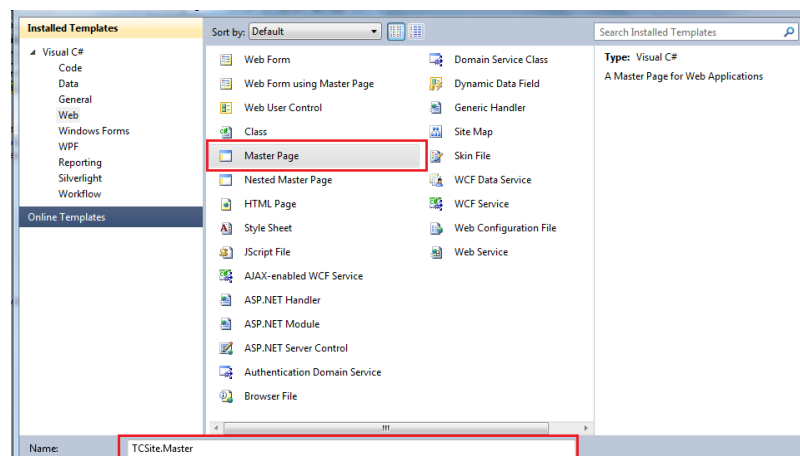 Installed Templates
Sort by: Default
Search Installed Templates
Visual C#
Code
Data
General
Web
Windows Forms
WPF
Reporting
Silverlight
Workflow
Online Templates
Web Form
Web Form using Master Page
Web User Control
Class
Master Page
Nested Master Page
HTML Page
Style Sheet
JScript File
AJAX-enabled WCF Service
ASP.NET Handler
ASP.NET Module
ASP.NET Server Control
Authentication Domain Service
Browser File
Domain Service Class
Dynamic Data Field
Generic Handler
Site Map
Skin File
WCF Data Service
WCF Service
Web Configuration File
Web Service
Type: Visual C#
A Master Page for Web Applications
Name: TCSite.Master